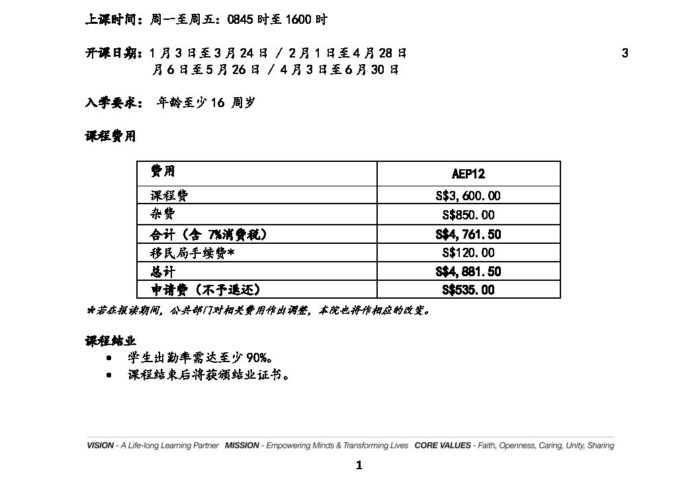 上课时间：周一至周五：0845 时至 1600 时
开课日期：1 月 3 日至 3 月 24 日 / 2 月 1 日至 4 月 28 日 3
月 6 日至 5 月 26 日 / 4 月 3 日至 6 月 30 日
入学要求： 年龄至少 16 周岁
课程费用
费用 AEP12
课程费 S$3,600.00
杂费 S$850.00
合计（含 7%消费税） S$4,761.50
移民局手续费* S$120.00
总计 S$4,881.50
申请费（不予退还） S$535.00
*若在报读期间，公共部门对相关费用作出调整，本院也将作相应的改变。
课程结业
• 学生出勤率需达至少 90%。
• 课程结束后将获颁结业证书。
VISION - A Life-long Learning Partner MISSION - Empowering Minds & Transforming Lives CORE VALUES - Faith, Openness, Caring, Unity, Sharing
1